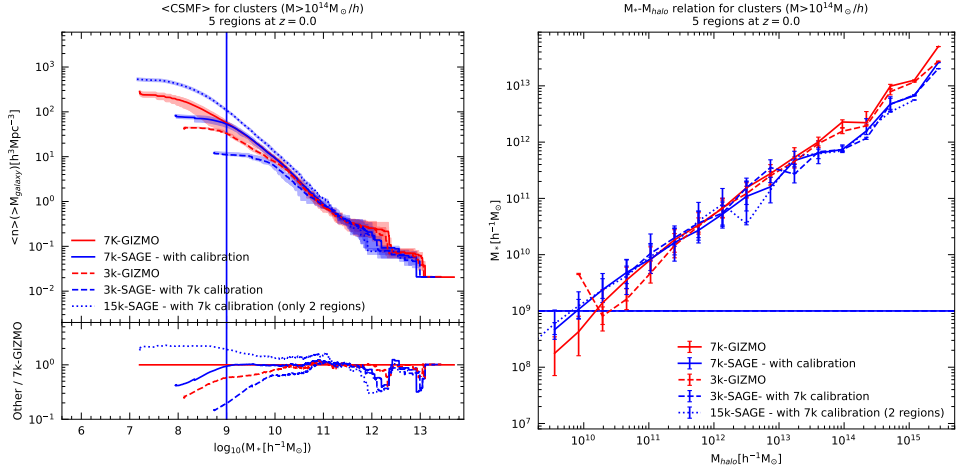 <CSMF> for clusters (M>10¹⁴M☉/h)
5 regions at z = 0.0
<n>(>M_galaxy)[h³Mpc⁻³]
10³
10²
10¹
10⁰
10⁻¹
10⁻²
7K-GIZMO
7k-SAGE - with calibration
3k-GIZMO
3k-SAGE- with 7k calibration
15k-SAGE - with 7k calibration (only 2 regions)
Other / 7k-GIZMO
10⁰
10⁻¹
6 7 8 9 10 11 12 13
log₁₀(M⋆[h⁻¹M☉])
M⋆-M_halo relation for clusters (M>10¹⁴M☉/h)
5 regions at z = 0.0
M⋆[h⁻¹M☉]
10¹³
10¹²
10¹¹
10¹⁰
10⁹
10⁸
10⁷
7k-GIZMO
7k-SAGE - with calibration
3k-GIZMO
3k-SAGE- with 7k calibration
15k-SAGE - with 7k calibration (2 regions)
10¹⁰ 10¹¹ 10¹² 10¹³ 10¹⁴ 10¹⁵
M_halo[h⁻¹M☉]